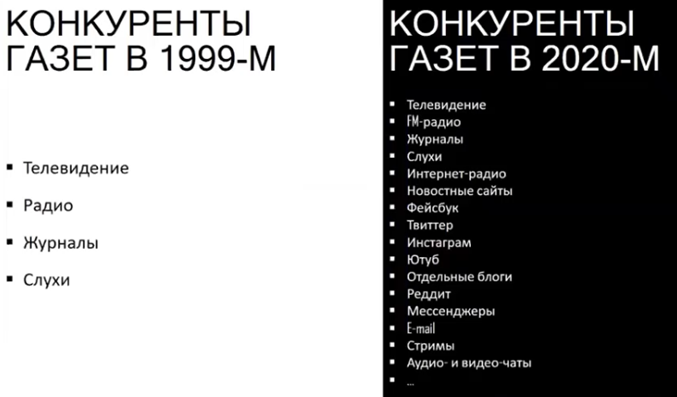 КОНКУРЕНТЫ
ГАЗЕТ В 1999-М
▪ Телевидение
▪ Радио
▪ Журналы
▪ Слухи
КОНКУРЕНТЫ
ГАЗЕТ В 2020-М
▪ Телевидение
▪ FM-радио
▪ Журналы
▪ Слухи
▪ Интернет-радио
▪ Новостные сайты
▪ Фейсбук
▪ Твиттер
▪ Инстаграм
▪ Ютуб
▪ Отдельные блоги
▪ Реддит
▪ Мессенджеры
▪ E-mail
▪ Стримы
▪ Аудио- и видео-чаты
▪ ...